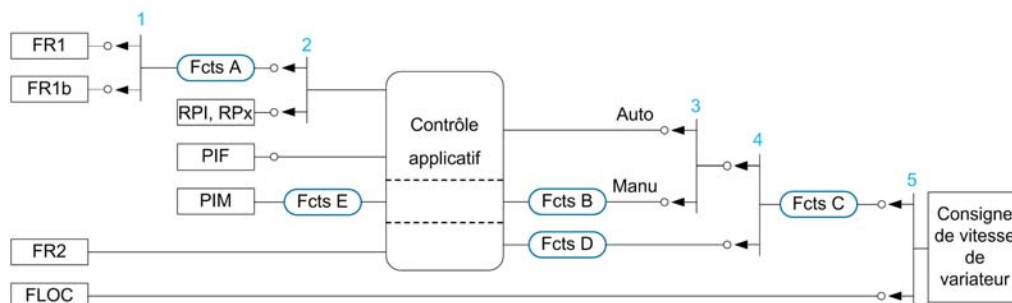 1
FR1
2
Fcts A
FR1b
RPI, RPx
Contrôle
applicatif
Auto
3
4
PIF
PIM
Fcts E
Fcts B
Manu
Fcts C
5
Consigne
de vitesse
de
variateur
FR2
Fcts D
FLOC